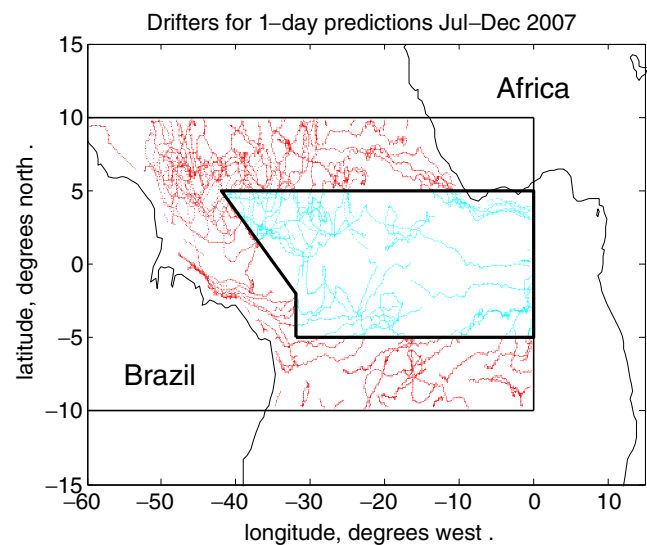 Drifters for 1−day predictions Jul−Dec 2007
15
10
5
0
−5
−10
−15
latitude, degrees north .
Africa
Brazil
−60 −50 −40 −30 −20 −10 0 10
longitude, degrees west .